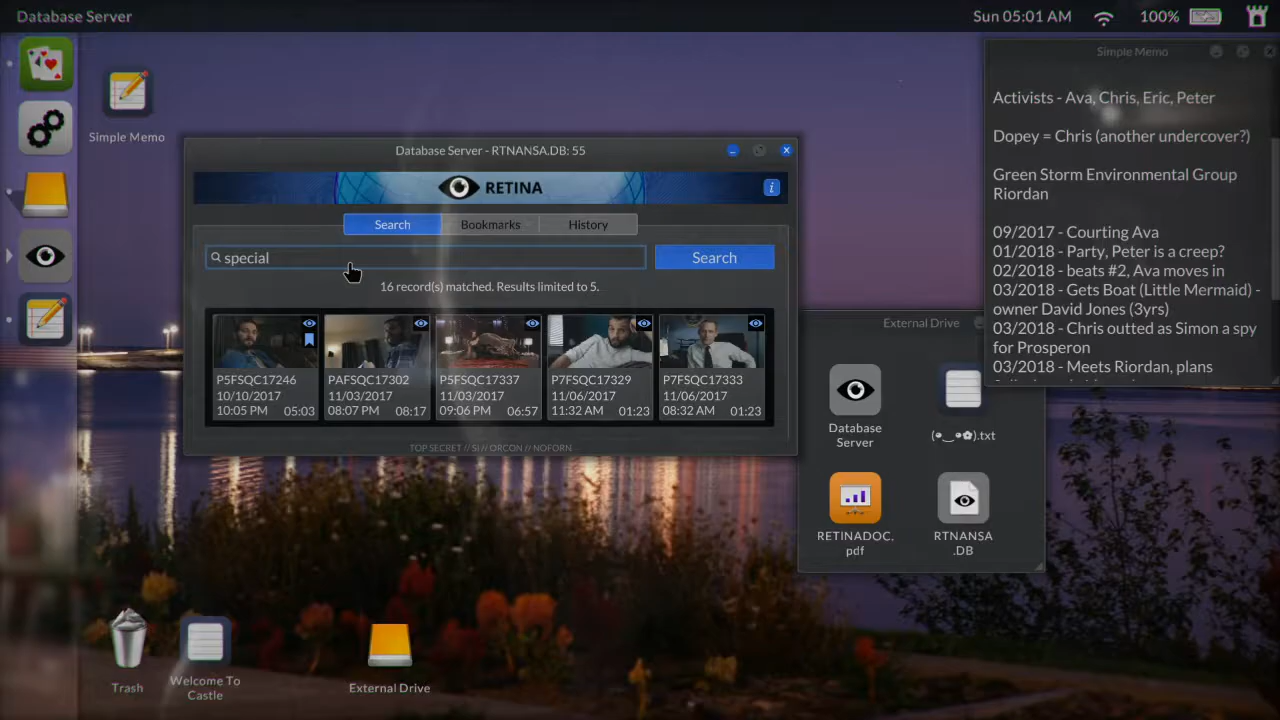 Database Server
Sun 05:01 AM
100%
Simple Memo
Simple Memo
Activists - Ava, Chris, Eric, Peter
Dopey = Chris (another undercover?)
Green Storm Environmental Group
Riordan
09/2017 - Courting Ava
01/2018 - Party, Peter is a creep?
02/2018 - beats #2, Ava moves in
03/2018 - Gets Boat (Little Mermaid) -
owner David Jones (3yrs)
03/2018 - Chris outted as Simon a spy
for Prosperon
03/2018 - Meets Riordan, plans
Database Server - RTNANSA.DB: 55
RETINA
i
Search
Bookmarks
History
special
Search
16 record(s) matched. Results limited to 5.
P5FSQC17246
10/10/2017
10:05 PM 05:03
PAFSQC17302
11/03/2017
08:07 PM 08:17
P5FSQC17337
11/03/2017
09:06 PM 06:57
P7FSQC17329
11/06/2017
11:32 AM 01:23
P7FSQC17333
11/06/2017
08:32 AM 01:23
TOP SECRET // SI // ORCON // NOFORN
External Drive
Database
Server
(•‿•✿).txt
RETINADOC.
pdf
RTNANSA
.DB
Trash
Welcome To
Castle
External Drive